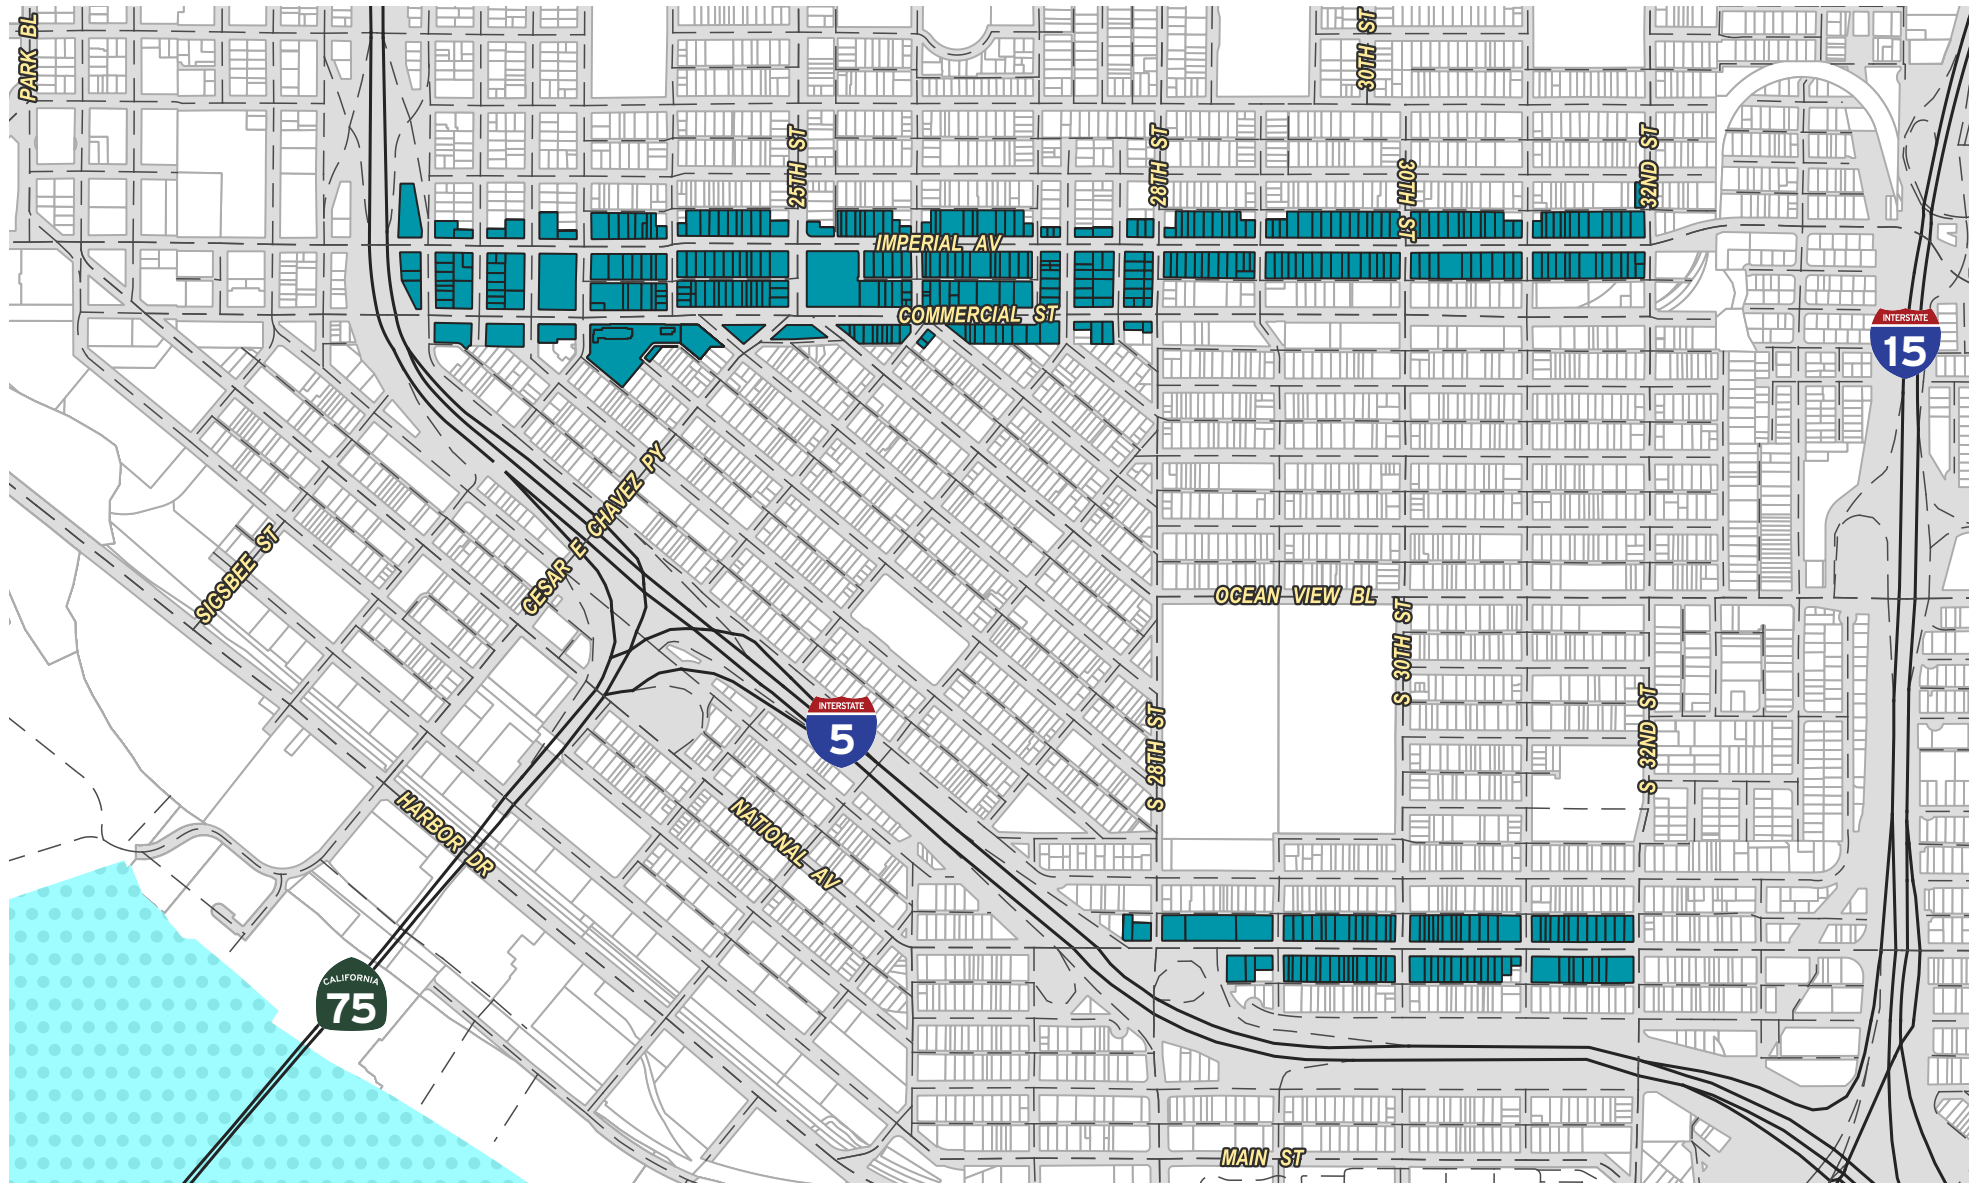 PARK BL
30TH ST
25TH ST
28TH ST
30TH ST
32ND ST
IMPERIAL AV
COMMERCIAL ST
INTERSTATE
15
CESAR E CHAVEZ PY
SIGSBEE ST
OCEAN VIEW BL
S 30TH ST
S 28TH ST
S 32ND ST
INTERSTATE
5
HARBOR DR
NATIONAL AV
CALIFORNIA
75
MAIN ST